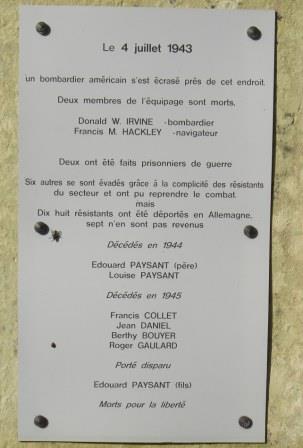 Le 4 juillet 1943
un bombardier américain s'est écrasé près de cet endroit.
Deux membres de l'équipage sont morts.
Donald W. IRVINE -bombardier
Francis M. HACKLEY -navigateur
Deux ont été faits prisonniers de guerre
Six autres se sont évadés grâce à la complicité des résistants
du secteur et ont pu reprendre le combat.
mais
Dix huit résistants ont été déportés en Allemagne,
sept n'en sont pas revenus
Décédés en 1944
Edouard PAYSANT (père)
Louise PAYSANT
Décédés en 1945
Francis COLLET
Jean DANIEL
Berthy BOUYER
Roger GAULARD
Porté disparu
Edouard PAYSANT (fils)
Morts pour la liberté